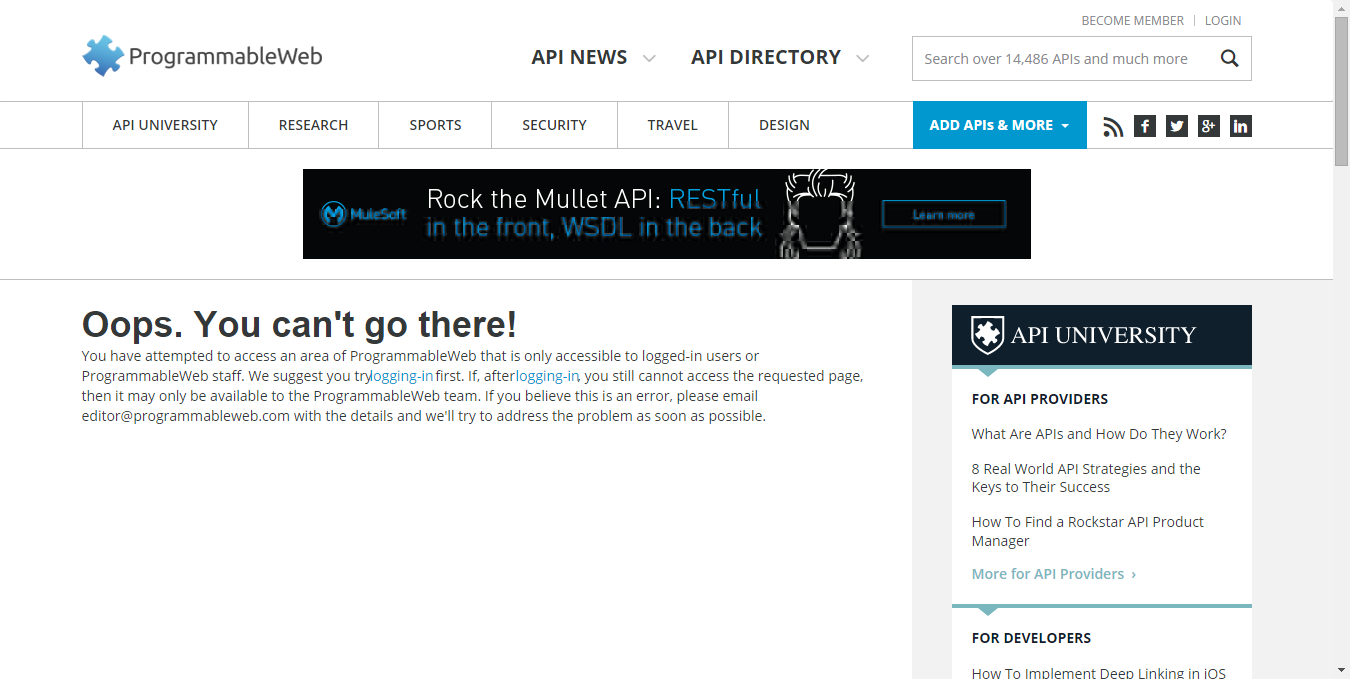 BECOME MEMBER | LOGIN
ProgrammableWeb
API NEWS
API DIRECTORY
Search over 14,486 APIs and much more
API UNIVERSITY
RESEARCH
SPORTS
SECURITY
TRAVEL
DESIGN
ADD APIs & MORE
MuleSoft
Rock the Mullet API: RESTful
in the front, WSDL in the back
Learn more
Oops. You can't go there!
You have attempted to access an area of ProgrammableWeb that is only accessible to logged-in users or
ProgrammableWeb staff. We suggest you try logging-in first. If, after logging-in, you still cannot access the requested page,
then it may only be available to the ProgrammableWeb team. If you believe this is an error, please email
editor@programmableweb.com with the details and we'll try to address the problem as soon as possible.
API UNIVERSITY
FOR API PROVIDERS
What Are APIs and How Do They Work?
8 Real World API Strategies and the
Keys to Their Success
How To Find a Rockstar API Product
Manager
More for API Providers ›
FOR DEVELOPERS
How To Implement Deep Linking in iOS